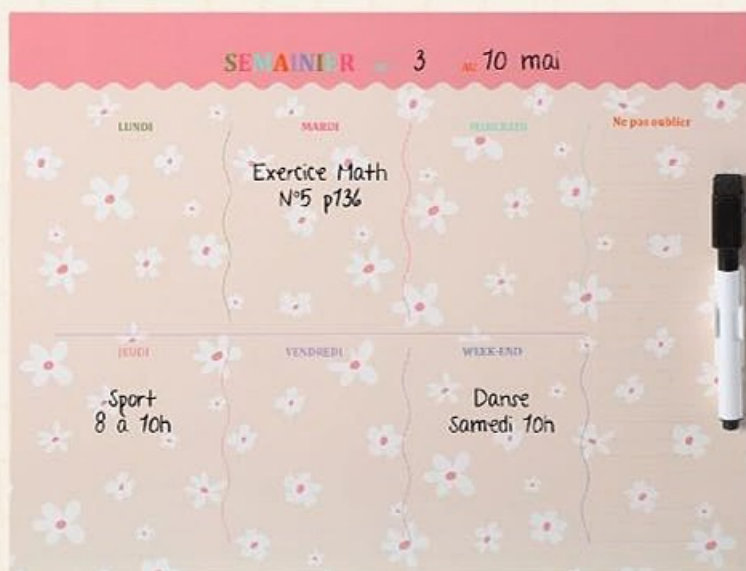 SEMAINIER DU 3 AU 10 mai
LUNDI
MARDI
MERCREDI
Ne pas oublier
Exercice Math
N°5 p136
JEUDI
VENDREDI
WEEK-END
Sport
8 à 10h
Danse
Samedi 10h